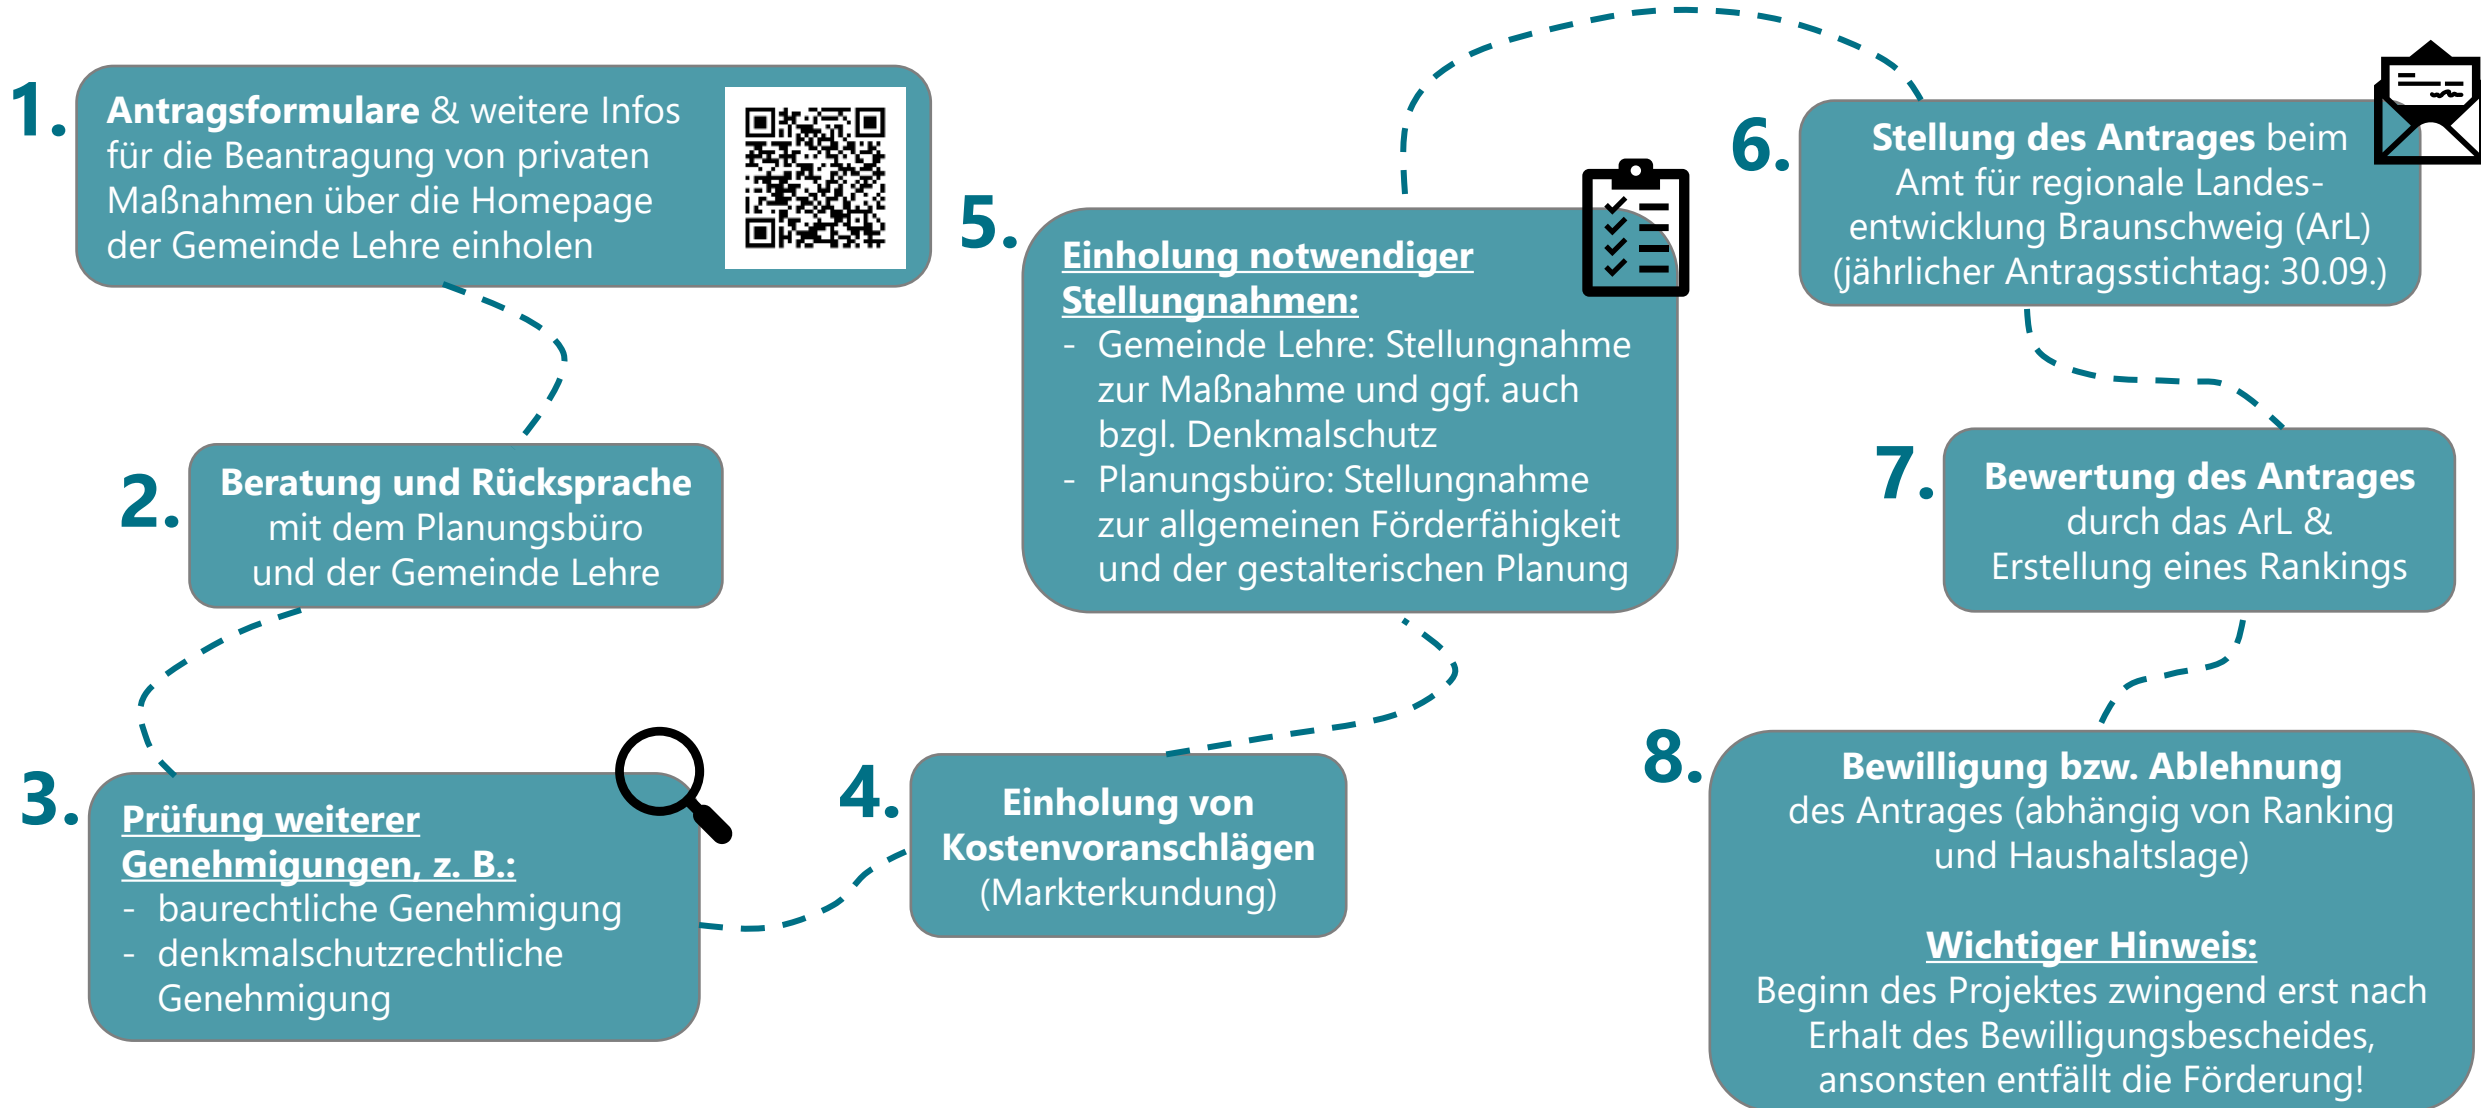 1.
Antragsformulare & weitere Infos
für die Beantragung von privaten
Maßnahmen über die Homepage
der Gemeinde Lehre einholen
2.
Beratung und Rücksprache
mit dem Planungsbüro
und der Gemeinde Lehre
3.
Prüfung weiterer
Genehmigungen, z. B.:
- baurechtliche Genehmigung
- denkmalschutzrechtliche
Genehmigung
4.
Einholung von
Kostenvoranschlägen
(Markterkundung)
5.
Einholung notwendiger
Stellungnahmen:
- Gemeinde Lehre: Stellungnahme
zur Maßnahme und ggf. auch
bzgl. Denkmalschutz
- Planungsbüro: Stellungnahme
zur allgemeinen Förderfähigkeit
und der gestalterischen Planung
6.
Stellung des Antrages beim
Amt für regionale Landes-
entwicklung Braunschweig (ArL)
(jährlicher Antragsstichtag: 30.09.)
7.
Bewertung des Antrages
durch das ArL &
Erstellung eines Rankings
8.
Bewilligung bzw. Ablehnung
des Antrages (abhängig von Ranking
und Haushaltslage)
Wichtiger Hinweis:
Beginn des Projektes zwingend erst nach
Erhalt des Bewilligungsbescheides,
ansonsten entfällt die Förderung!